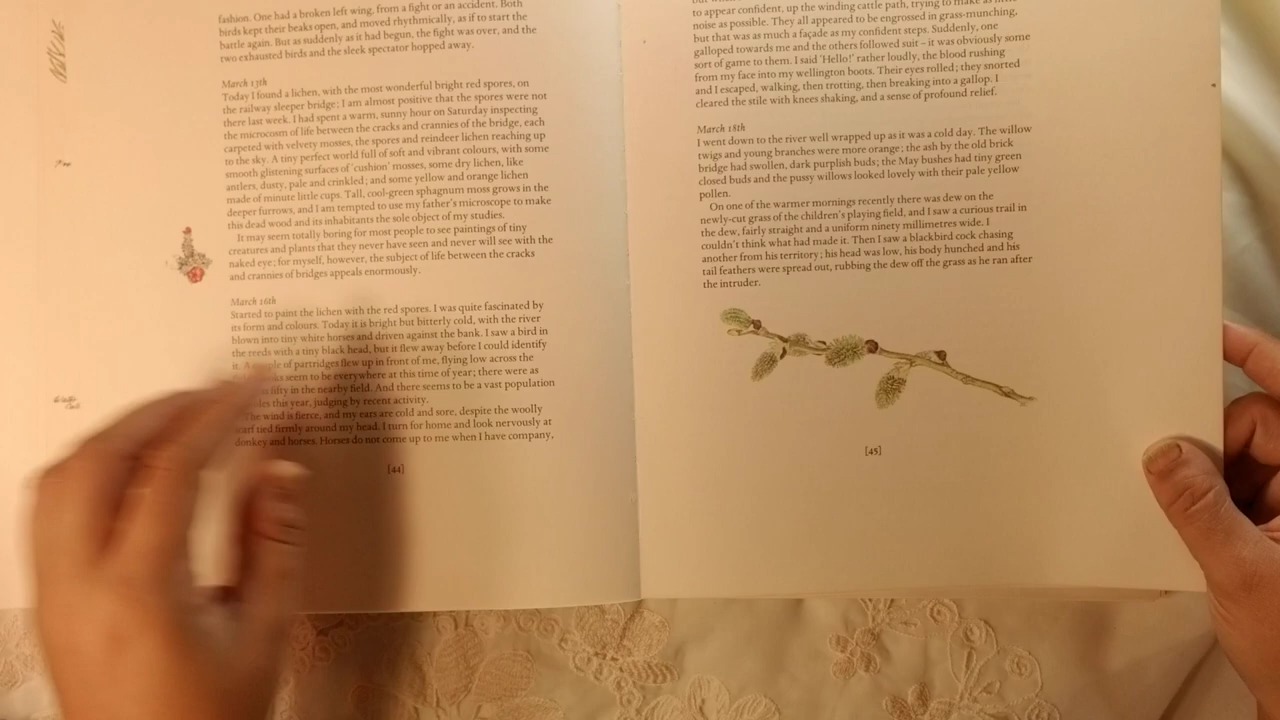 fashion. One had a broken left wing, from a fight or an accident. Both
birds kept their beaks open, and moved rhythmically, as if to start the
battle again. But as suddenly as it had begun, the fight was over, and the
two exhausted birds and the sleek spectator hopped away.
March 13th
Today I found a lichen, with the most wonderful bright red spores, on
the railway sleeper bridge; I am almost positive that the spores were not
there last week. I had spent a warm, sunny hour on Saturday inspecting
the microcosm of life between the cracks and crannies of the bridge, each
carpeted with velvety mosses, the spores and reindeer lichen reaching up
to the sky. A tiny perfect world full of soft and vibrant colours, with some
smooth glistening surfaces of 'cushion' mosses, some dry lichen, like
antlers, dusty, pale and crinkled; and some yellow and orange lichen
made of minute little cups. Tall, cool-green sphagnum moss grows in the
deeper furrows, and I am tempted to use my father's microscope to make
this dead wood and its inhabitants the sole object of my studies.
It may seem totally boring for most people to see paintings of tiny
creatures and plants that they never have seen and never will see with the
naked eye; for myself, however, the subject of life between the cracks
and crannies of bridges appeals enormously.
March 16th
Started to paint the lichen with the red spores. I was quite fascinated by
its form and colours. Today it is bright but bitterly cold, with the river
blown into tiny white horses and driven against the bank. I saw a bird in
the reeds with a tiny black head, but it flew away before I could identify
it. A of partridges flew up in front of me, flying low across the
seem to be everywhere at this time of year; there were as
fifty in the nearby field. And there seems to be a vast population
this year, judging by recent activity.
The wind is fierce, and my ears are cold and sore, despite the woolly
scarf tied firmly around my head. I turn for home and look nervously at
donkey and horses. Horses do not come up to me when I have company,
[44]
to appear confident, up the winding cattle path, trying to make as
noise as possible. They all appeared to be engrossed in grass-munching,
but that was as much a façade as my confident steps. Suddenly, one
galloped towards me and the others followed suit – it was obviously some
sort of game to them. I said 'Hello!' rather loudly, the blood rushing
from my face into my wellington boots. Their eyes rolled; they snorted
and I escaped, walking, then trotting, then breaking into a gallop. I
cleared the stile with knees shaking, and a sense of profound relief.
March 18th
I went down to the river well wrapped up as it was a cold day. The willow
twigs and young branches were more orange; the ash by the old brick
bridge had swollen, dark purplish buds; the May bushes had tiny green
closed buds and the pussy willows looked lovely with their pale yellow
pollen.
On one of the warmer mornings recently there was dew on the
newly-cut grass of the children's playing field, and I saw a curious trail in
the dew, fairly straight and a uniform ninety millimetres wide. I
couldn't think what had made it. Then I saw a blackbird cock chasing
another from his territory; his head was low, his body hunched and his
tail feathers were spread out, rubbing the dew off the grass as he ran after
the intruder.
[45]